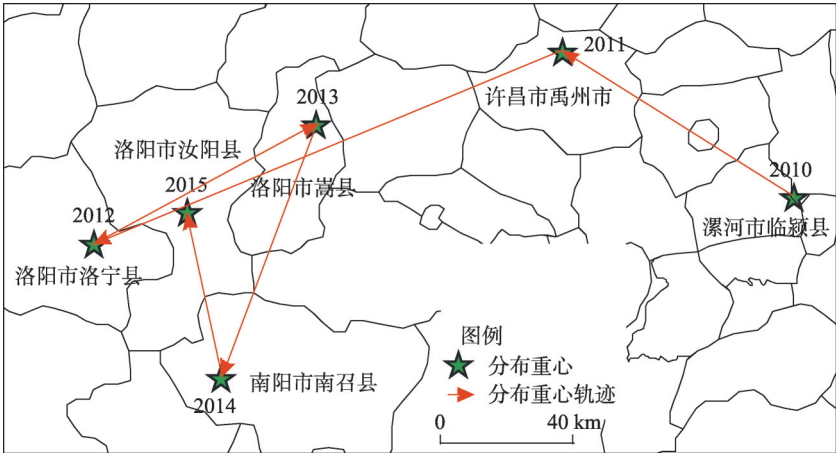 2011
许昌市禹州市
2013
洛阳市汝阳县
洛阳市嵩县
2015
2010
漯河市临颍县
2012
洛阳市洛宁县
图例
分布重心
分布重心轨迹
南阳市南召县
2014
0 40 km